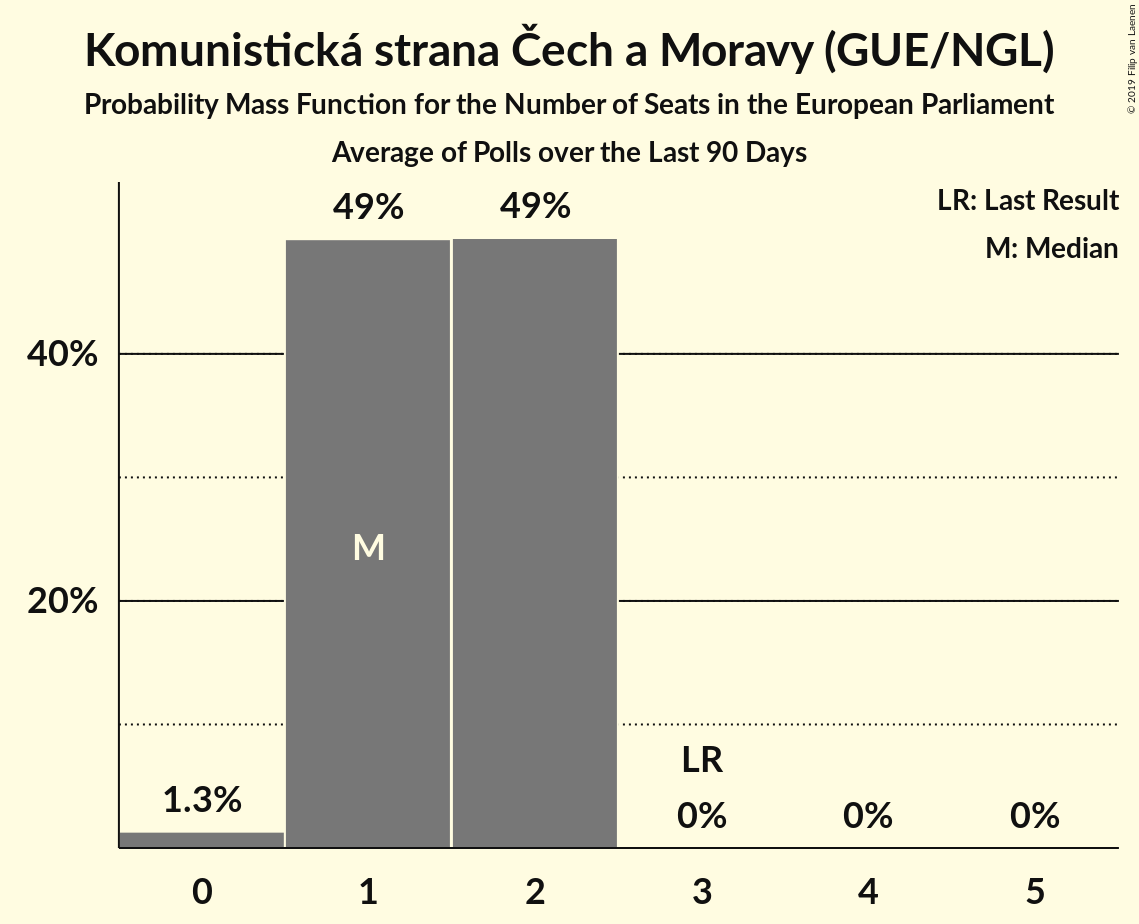 Komunistická strana Čech a Moravy (GUE/NGL)
Probability Mass Function for the Number of Seats in the European Parliament
Average of Polls over the Last 90 Days
© 2019 Filip van Laenen
LR: Last Result
M: Median
49%
49%
40%
M
20%
LR
1.3%
0%
0%
0%
0
1
2
3
4
5